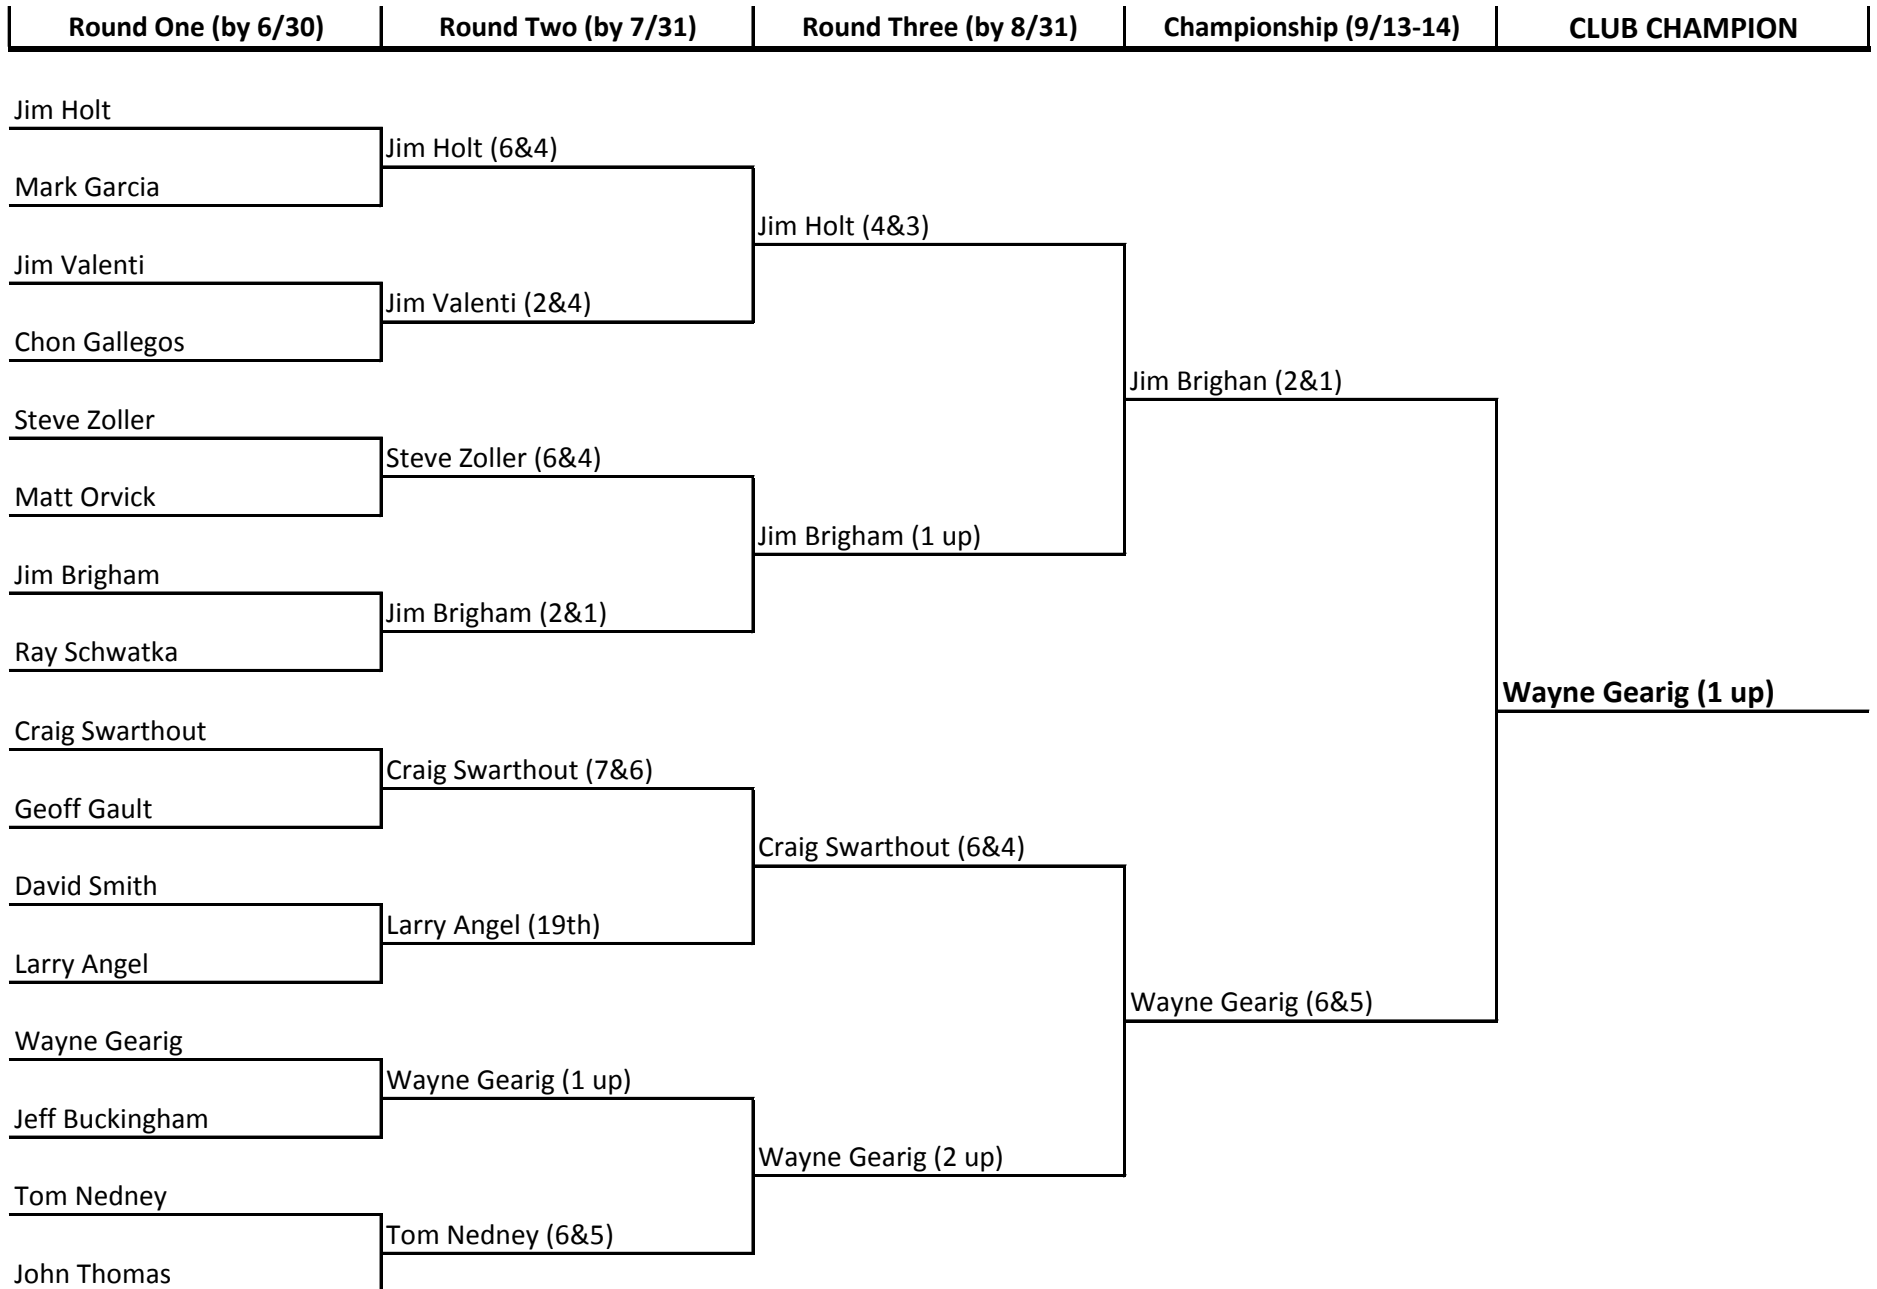 Round One (by 6/30) Round Two (by 7/31) Round Three (by 8/31) Championship (9/13-14) CLUB CHAMPION
Jim Holt
Jim Holt (6&4)
Mark Garcia
Jim Holt (4&3)
Jim Valenti
Jim Valenti (2&4)
Chon Gallegos
Jim Brighan (2&1)
Steve Zoller
Steve Zoller (6&4)
Matt Orvick
Jim Brigham (1 up)
Jim Brigham
Jim Brigham (2&1)
Ray Schwatka
Wayne Gearig (1 up)
Craig Swarthout
Craig Swarthout (7&6)
Geoff Gault
Craig Swarthout (6&4)
David Smith
Larry Angel (19th)
Larry Angel
Wayne Gearig (6&5)
Wayne Gearig
Wayne Gearig (1 up)
Jeff Buckingham
Wayne Gearig (2 up)
Tom Nedney
Tom Nedney (6&5)
John Thomas